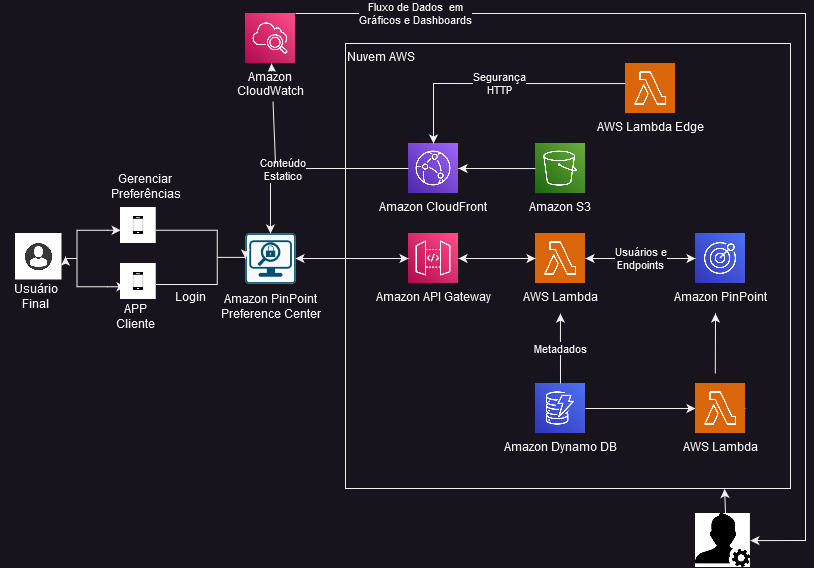 Fluxo de Dados em
Gráficos e Dashboards
Nuvem AWS
Amazon
CloudWatch
Segurança
HTTP
AWS Lambda Edge
Conteúdo
Estatico
Amazon CloudFront
Amazon S3
Gerenciar
Preferências
Usuário
Final
APP
Cliente
Login
Amazon PinPoint
Preference Center
Amazon API Gateway
AWS Lambda
Usuários e
Endpoints
Amazon PinPoint
Metadados
Amazon Dynamo DB
AWS Lambda